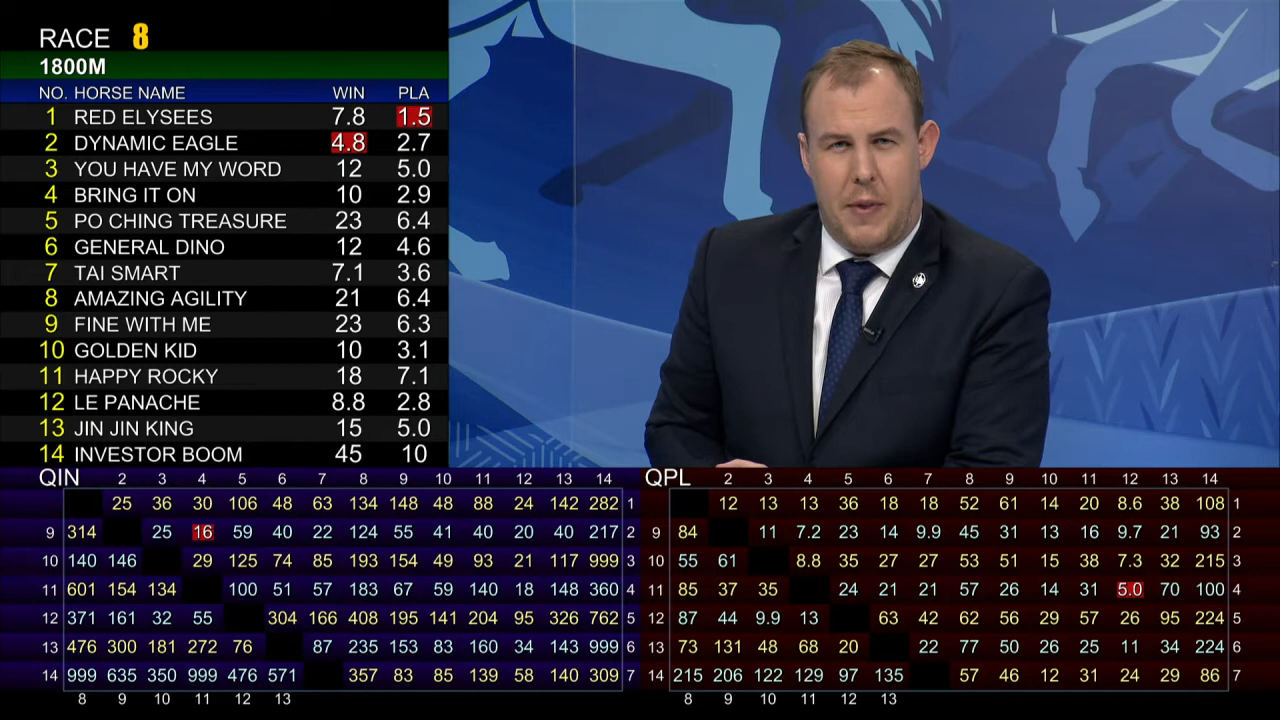 RACE 8
1800M
NO. HORSE NAME WIN PLA
1 RED ELYSEES 7.8 1.5
2 DYNAMIC EAGLE 4.8 2.7
3 YOU HAVE MY WORD 12 5.0
4 BRING IT ON 10 2.9
5 PO CHING TREASURE 23 6.4
6 GENERAL DINO 12 4.6
7 TAI SMART 7.1 3.6
8 AMAZING AGILITY 21 6.4
9 FINE WITH ME 23 6.3
10 GOLDEN KID 10 3.1
11 HAPPY ROCKY 18 7.1
12 LE PANACHE 8.8 2.8
13 JIN JIN KING 15 5.0
14 INVESTOR BOOM 45 10
QIN 2 3 4 5 6 7 8 9 10 11 12 13 14
25 36 30 106 48 63 134 148 48 88 24 142 282 1
9 314 25 16 59 40 22 124 55 41 40 20 40 217 2
10 140 146 29 125 74 85 193 154 49 93 21 117 999 3
11 601 154 134 100 51 57 183 67 59 140 18 148 360 4
12 371 161 32 55 304 166 408 195 141 204 95 326 762 5
13 476 300 181 272 76 87 235 153 83 160 34 143 999 6
14 999 635 350 999 476 571 357 83 85 139 58 140 309 7
8 9 10 11 12 13
QPL 2 3 4 5 6 7 8 9 10 11 12 13 14
12 13 13 36 18 18 52 61 14 20 8.6 38 108 1
9 84 11 7.2 23 14 9.9 45 31 13 16 9.7 21 93 2
10 55 61 8.8 35 27 27 53 51 15 38 7.3 32 215 3
11 85 37 35 24 21 21 57 26 14 31 5.0 70 100 4
12 87 44 9.9 13 63 42 62 56 29 57 26 95 224 5
13 73 131 48 68 20 22 77 50 26 25 11 34 224 6
14 215 206 122 129 97 135 57 46 12 31 24 29 86 7
8 9 10 11 12 13